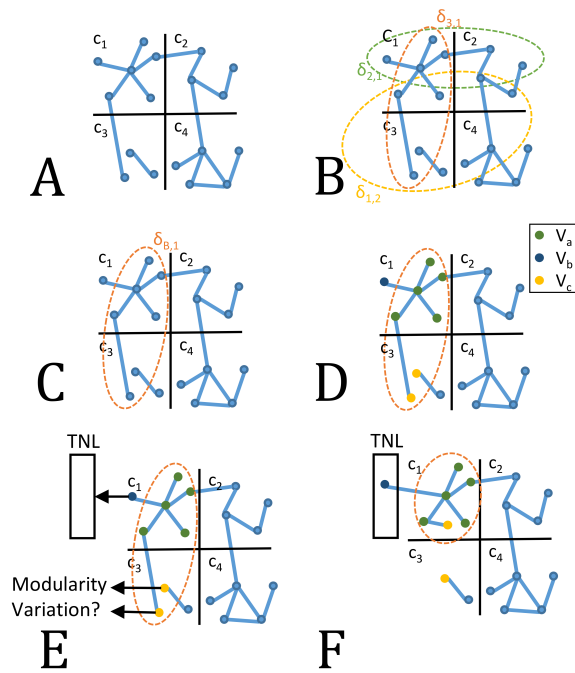 c1 c2
c3 c4
A
δ3,1
C1 c2
δ2,1
c3 c4
δ1,2
B
δB,1
c1 c2
c3 c4
C
Va
Vb
Vc
c1 c2
c3 c4
D
TNL
c1 c2
c3 c4
Modularity
Variation?
E
TNL
c1 c2
c3 c4
F